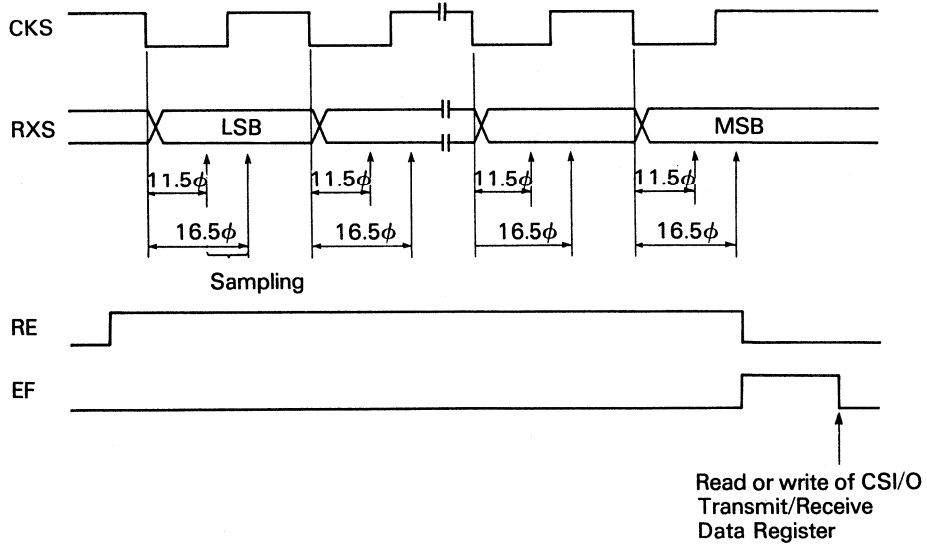 CKS
RXS
LSB
MSB
11.5ϕ
11.5ϕ
11.5ϕ
11.5ϕ
16.5ϕ
16.5ϕ
16.5ϕ
16.5ϕ
Sampling
RE
EF
Read or write of CSI/O
Transmit/Receive
Data Register